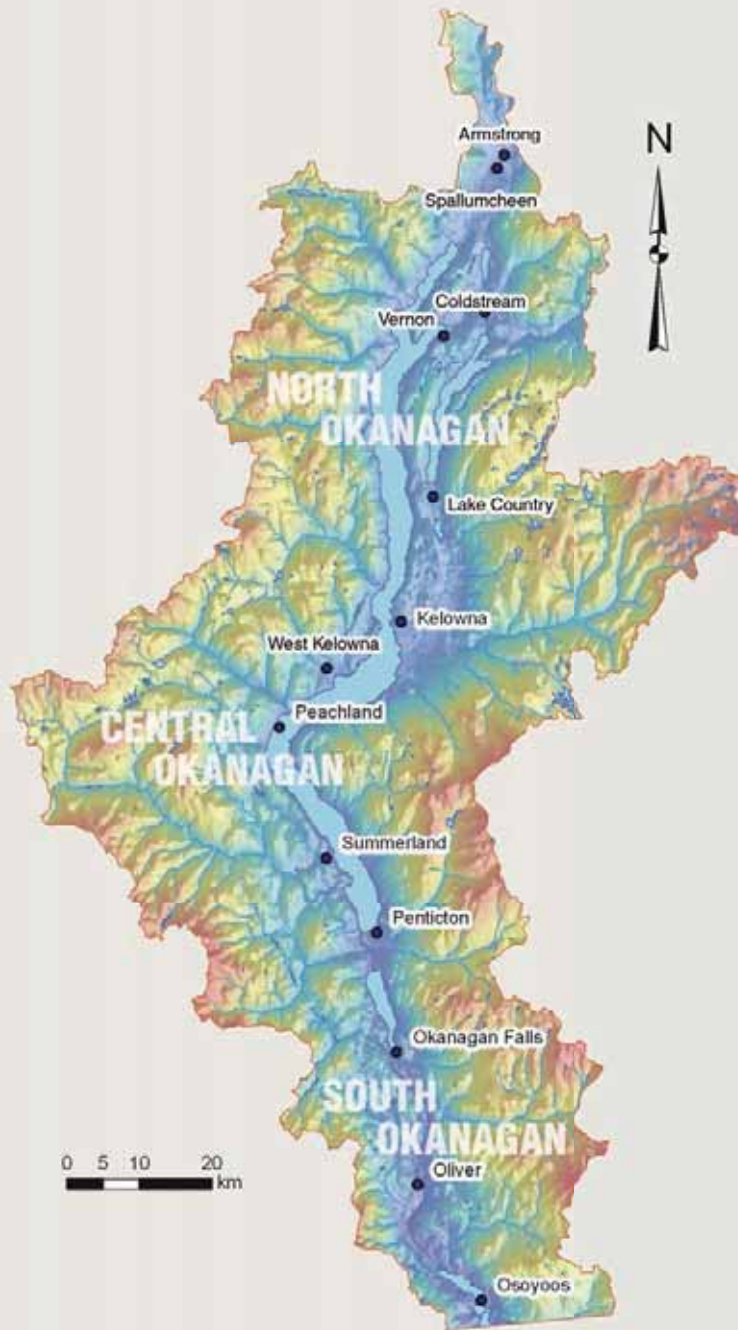 Armstrong
N
Spallumcheen
Coldstream
Vernon
NORTH
OKANAGAN
Lake Country
Kelowna
West Kelowna
Peachland
CENTRAL
OKANAGAN
Summerland
Penticton
Okanagan Falls
SOUTH
OKANAGAN
0 5 10 20
km
Oliver
Osoyoos